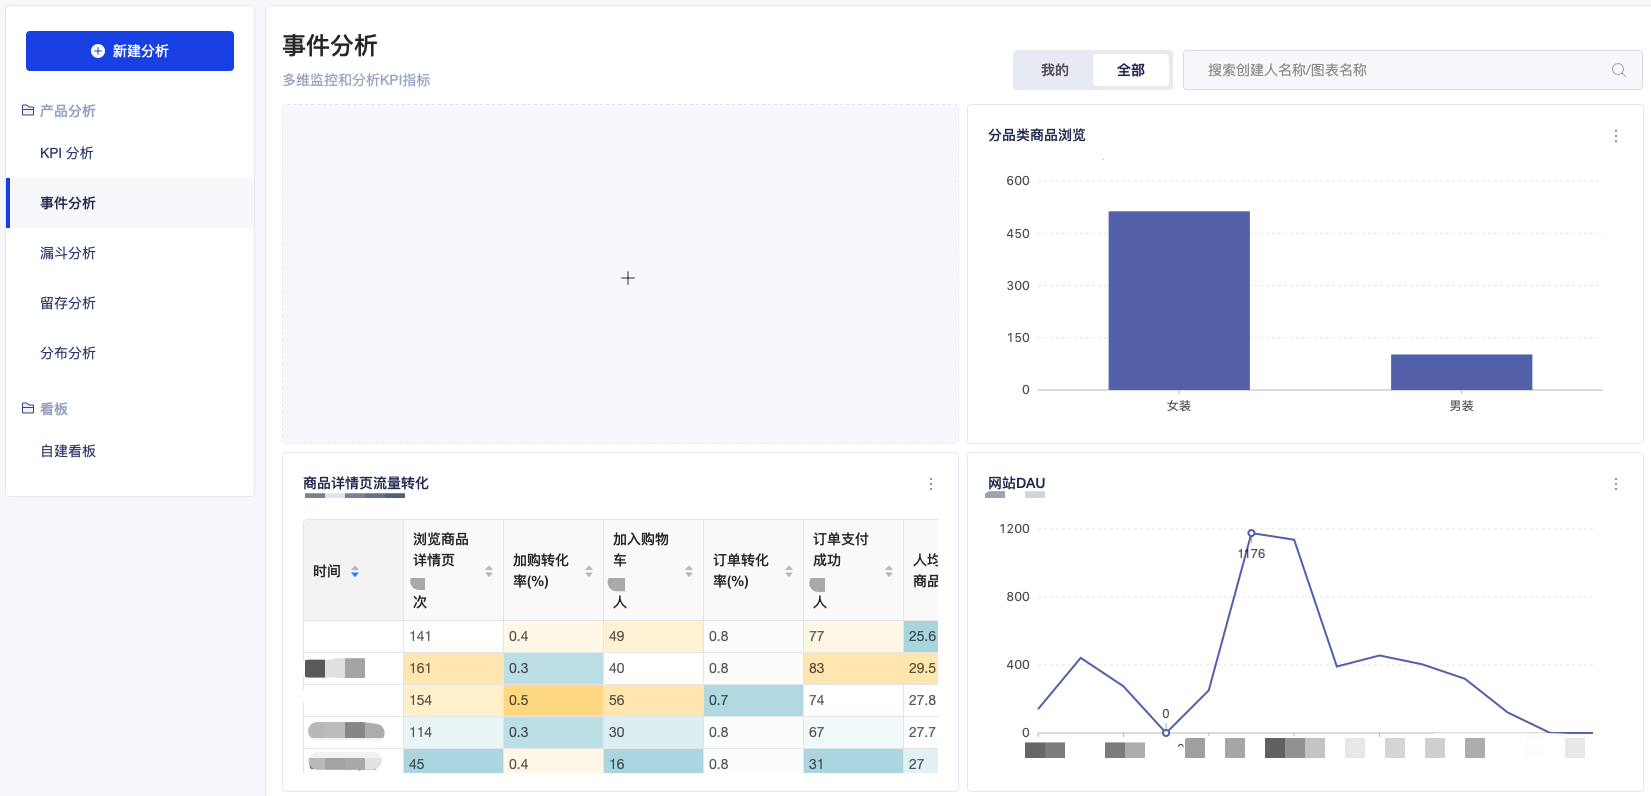 新建分析
产品分析
KPI 分析
事件分析
漏斗分析
留存分析
分布分析
看板
自建看板
事件分析
多维监控和分析KPI指标
我的
全部
搜索创建人名称/图表名称
分品类商品浏览
600
450
300
150
0
女装
男装
商品详情页流量转化
时间
浏览商品
详情页
次
加购转化
率(%)
加入购物
车
人
订单转化
率(%)
订单支付
成功
人
人均
商品
141 0.4 49 0.8 77 25.6
161 0.3 40 0.8 83 29.5
154 0.5 56 0.7 74 27.8
114 0.3 30 0.8 67 27.7
45 0.4 16 0.8 31 27
网站DAU
1200
800
400
0
1176
0